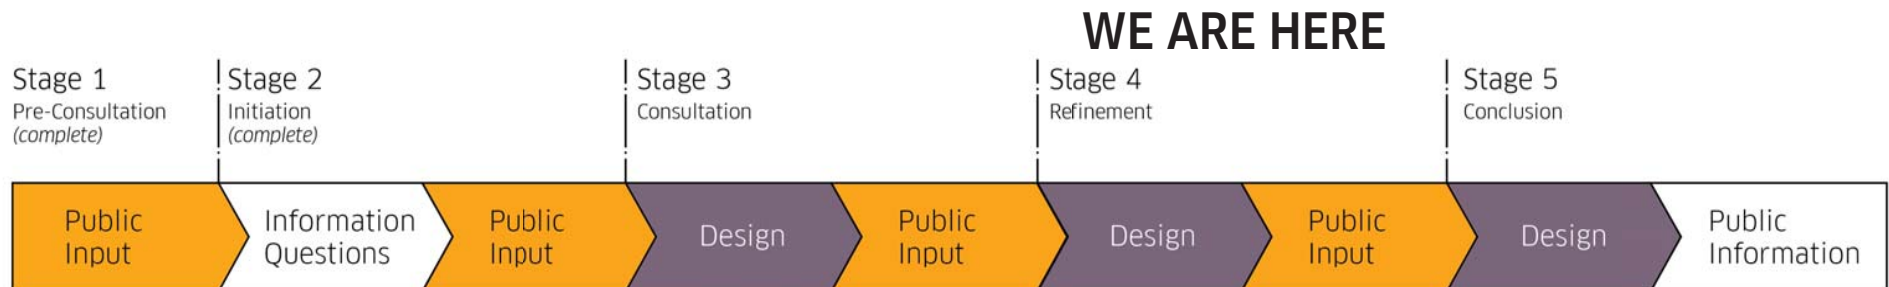 WE ARE HERE
Stage 1
Pre-Consultation
(complete)
Stage 2
Initiation
(complete)
Stage 3
Consultation
Stage 4
Refinement
Stage 5
Conclusion
Public
Input
Information
Questions
Public
Input
Design
Public
Input
Design
Public
Input
Design
Public
Information